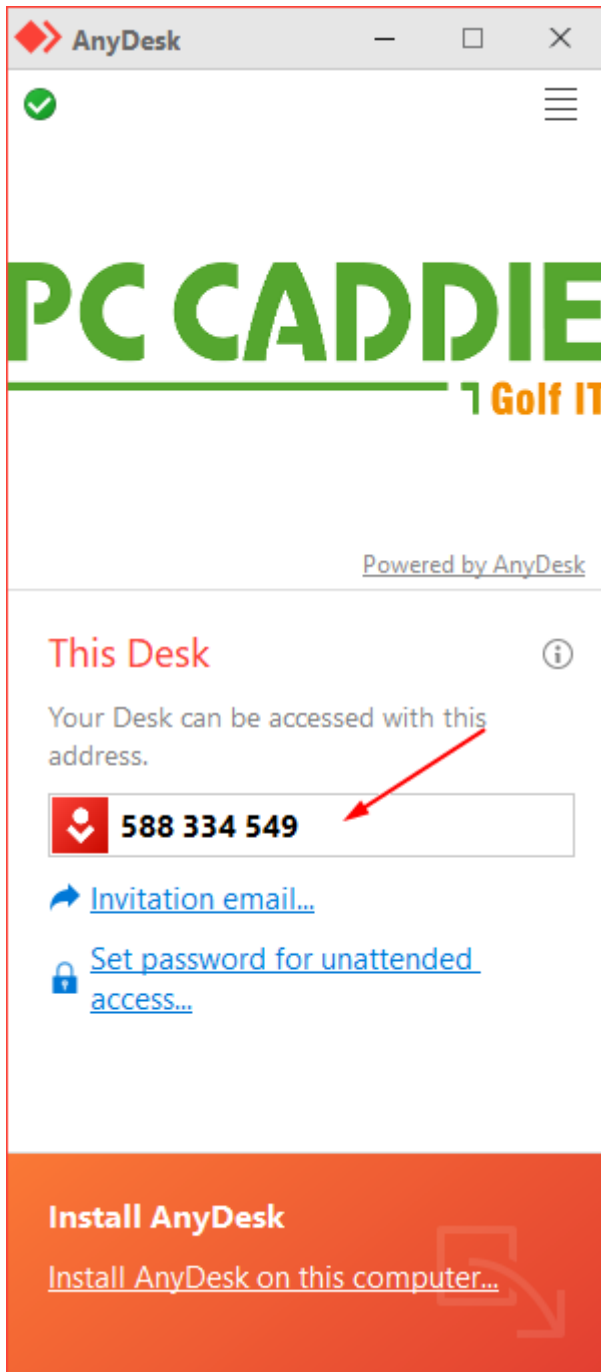 AnyDesk
PC CADDIE
Golf IT
Powered by AnyDesk
This Desk
Your Desk can be accessed with this
address.
588 334 549
Invitation email...
Set password for unattended
access...
Install AnyDesk
Install AnyDesk on this computer...